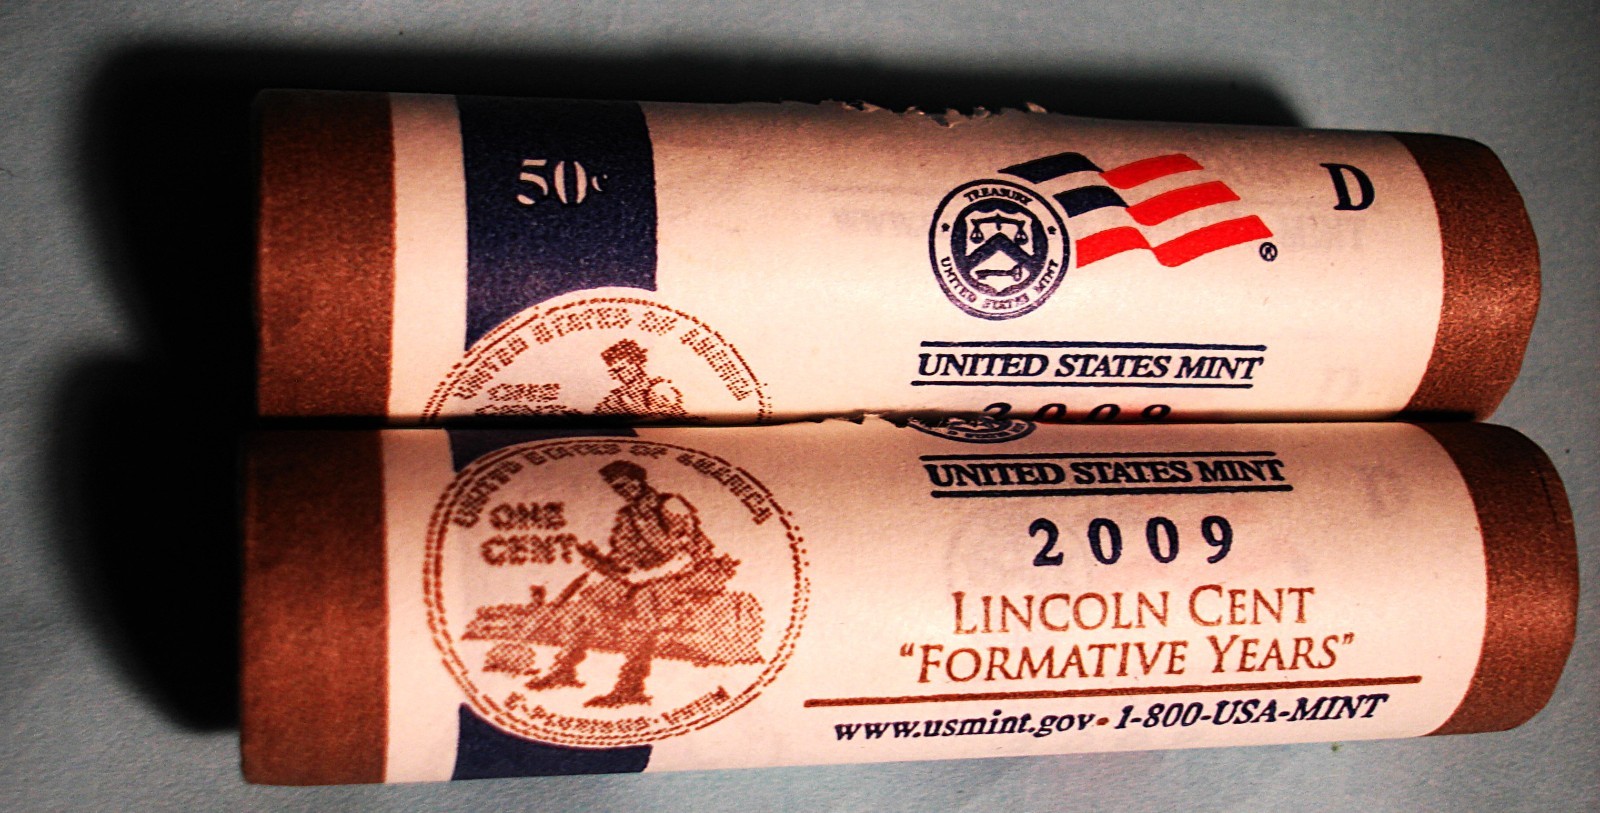 50¢
D
TREASURY
UNITED STATES MINT
®
UNITED STATES OF AMERICA
ONE
CENT
UNITED STATES MINT
2009
UNITED STATES OF AMERICA
ONE
CENT
E·PLURIBUS·UNUM
UNITED STATES MINT
2009
LINCOLN CENT
“FORMATIVE YEARS”
www.usmint.gov•1-800-USA-MINT